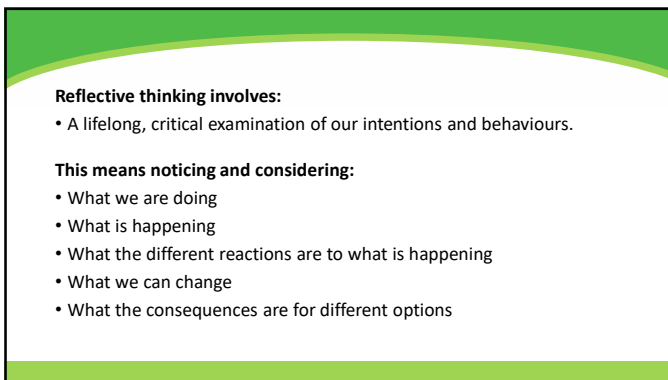 Reflective thinking involves:
• A lifelong, critical examination of our intentions and behaviours.
This means noticing and considering:
• What we are doing
• What is happening
• What the different reactions are to what is happening
• What we can change
• What the consequences are for different options